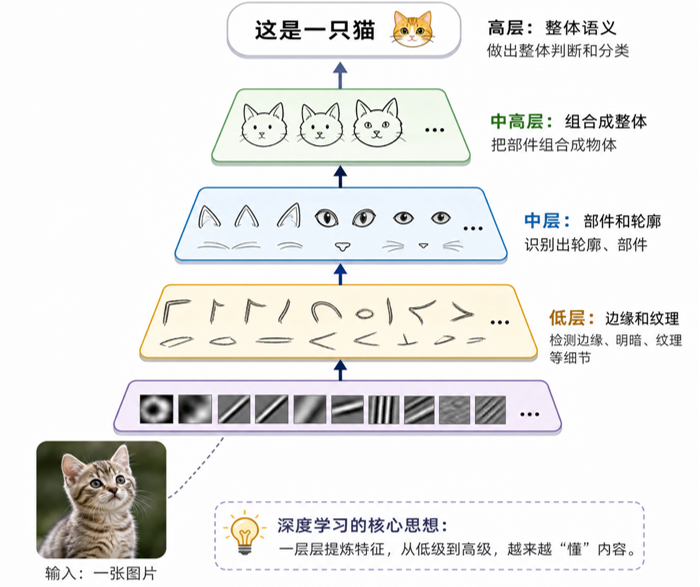 这是一只猫
高层：整体语义
做出整体判断和分类
中高层：组合成整体
把部件组合成物体
...
中层：部件和轮廓
识别出轮廓、部件
...
低层：边缘和纹理
检测边缘、明暗、纹理
等细节
...
...
输入：一张图片
深度学习的核心思想：
一层层提炼特征，从低级到高级，越来越“懂”内容。